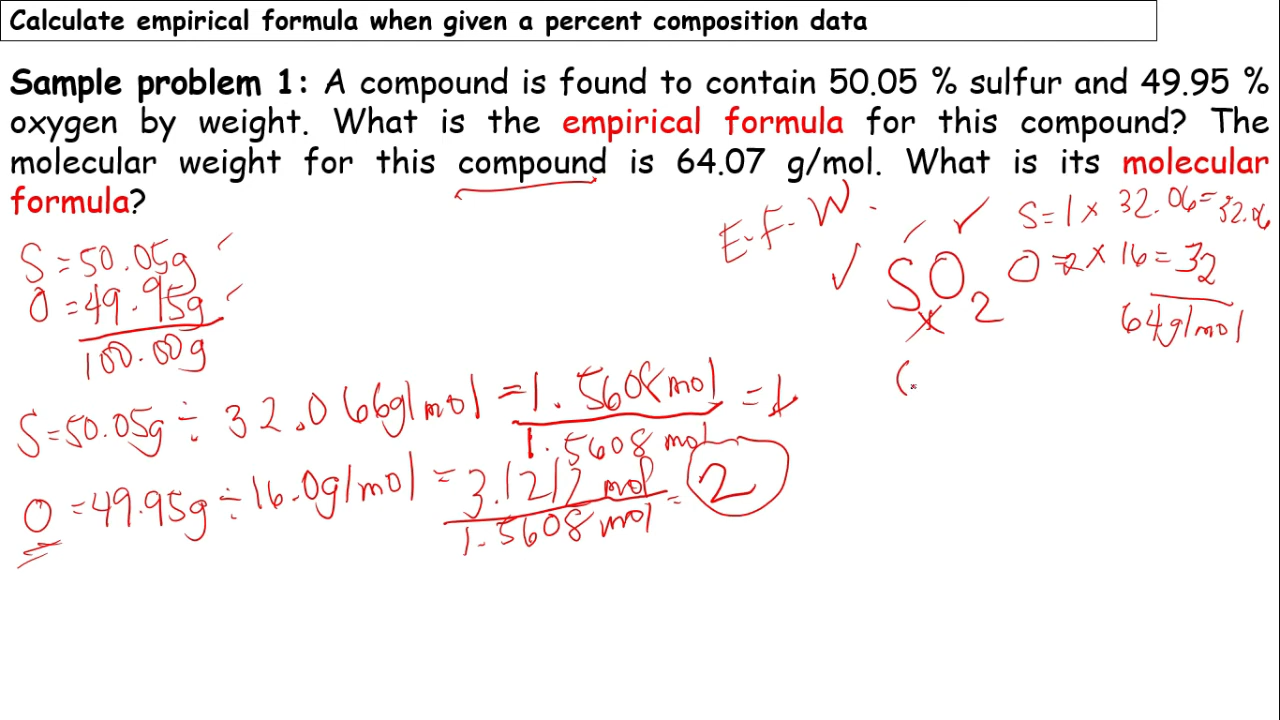 Calculate empirical formula when given a percent composition data
Sample problem 1: A compound is found to contain 50.05 % sulfur and 49.95 %
oxygen by weight. What is the empirical formula for this compound? The
molecular weight for this compound is 64.07 g/mol. What is its molecular
formula?
E.F.W.
S = 1 x 32.06 = 32.06
O = 2 x 16 = 32
64g/mol
SO2
x
S = 50.05g
O = 49.95g
100.00g
S = 50.05g ÷ 32.066g/mol = 1.5608 mol = 1
1.5608 mol
O = 49.95g ÷ 16.0g/mol = 3.1212 mol = 2
1.5608 mol
(